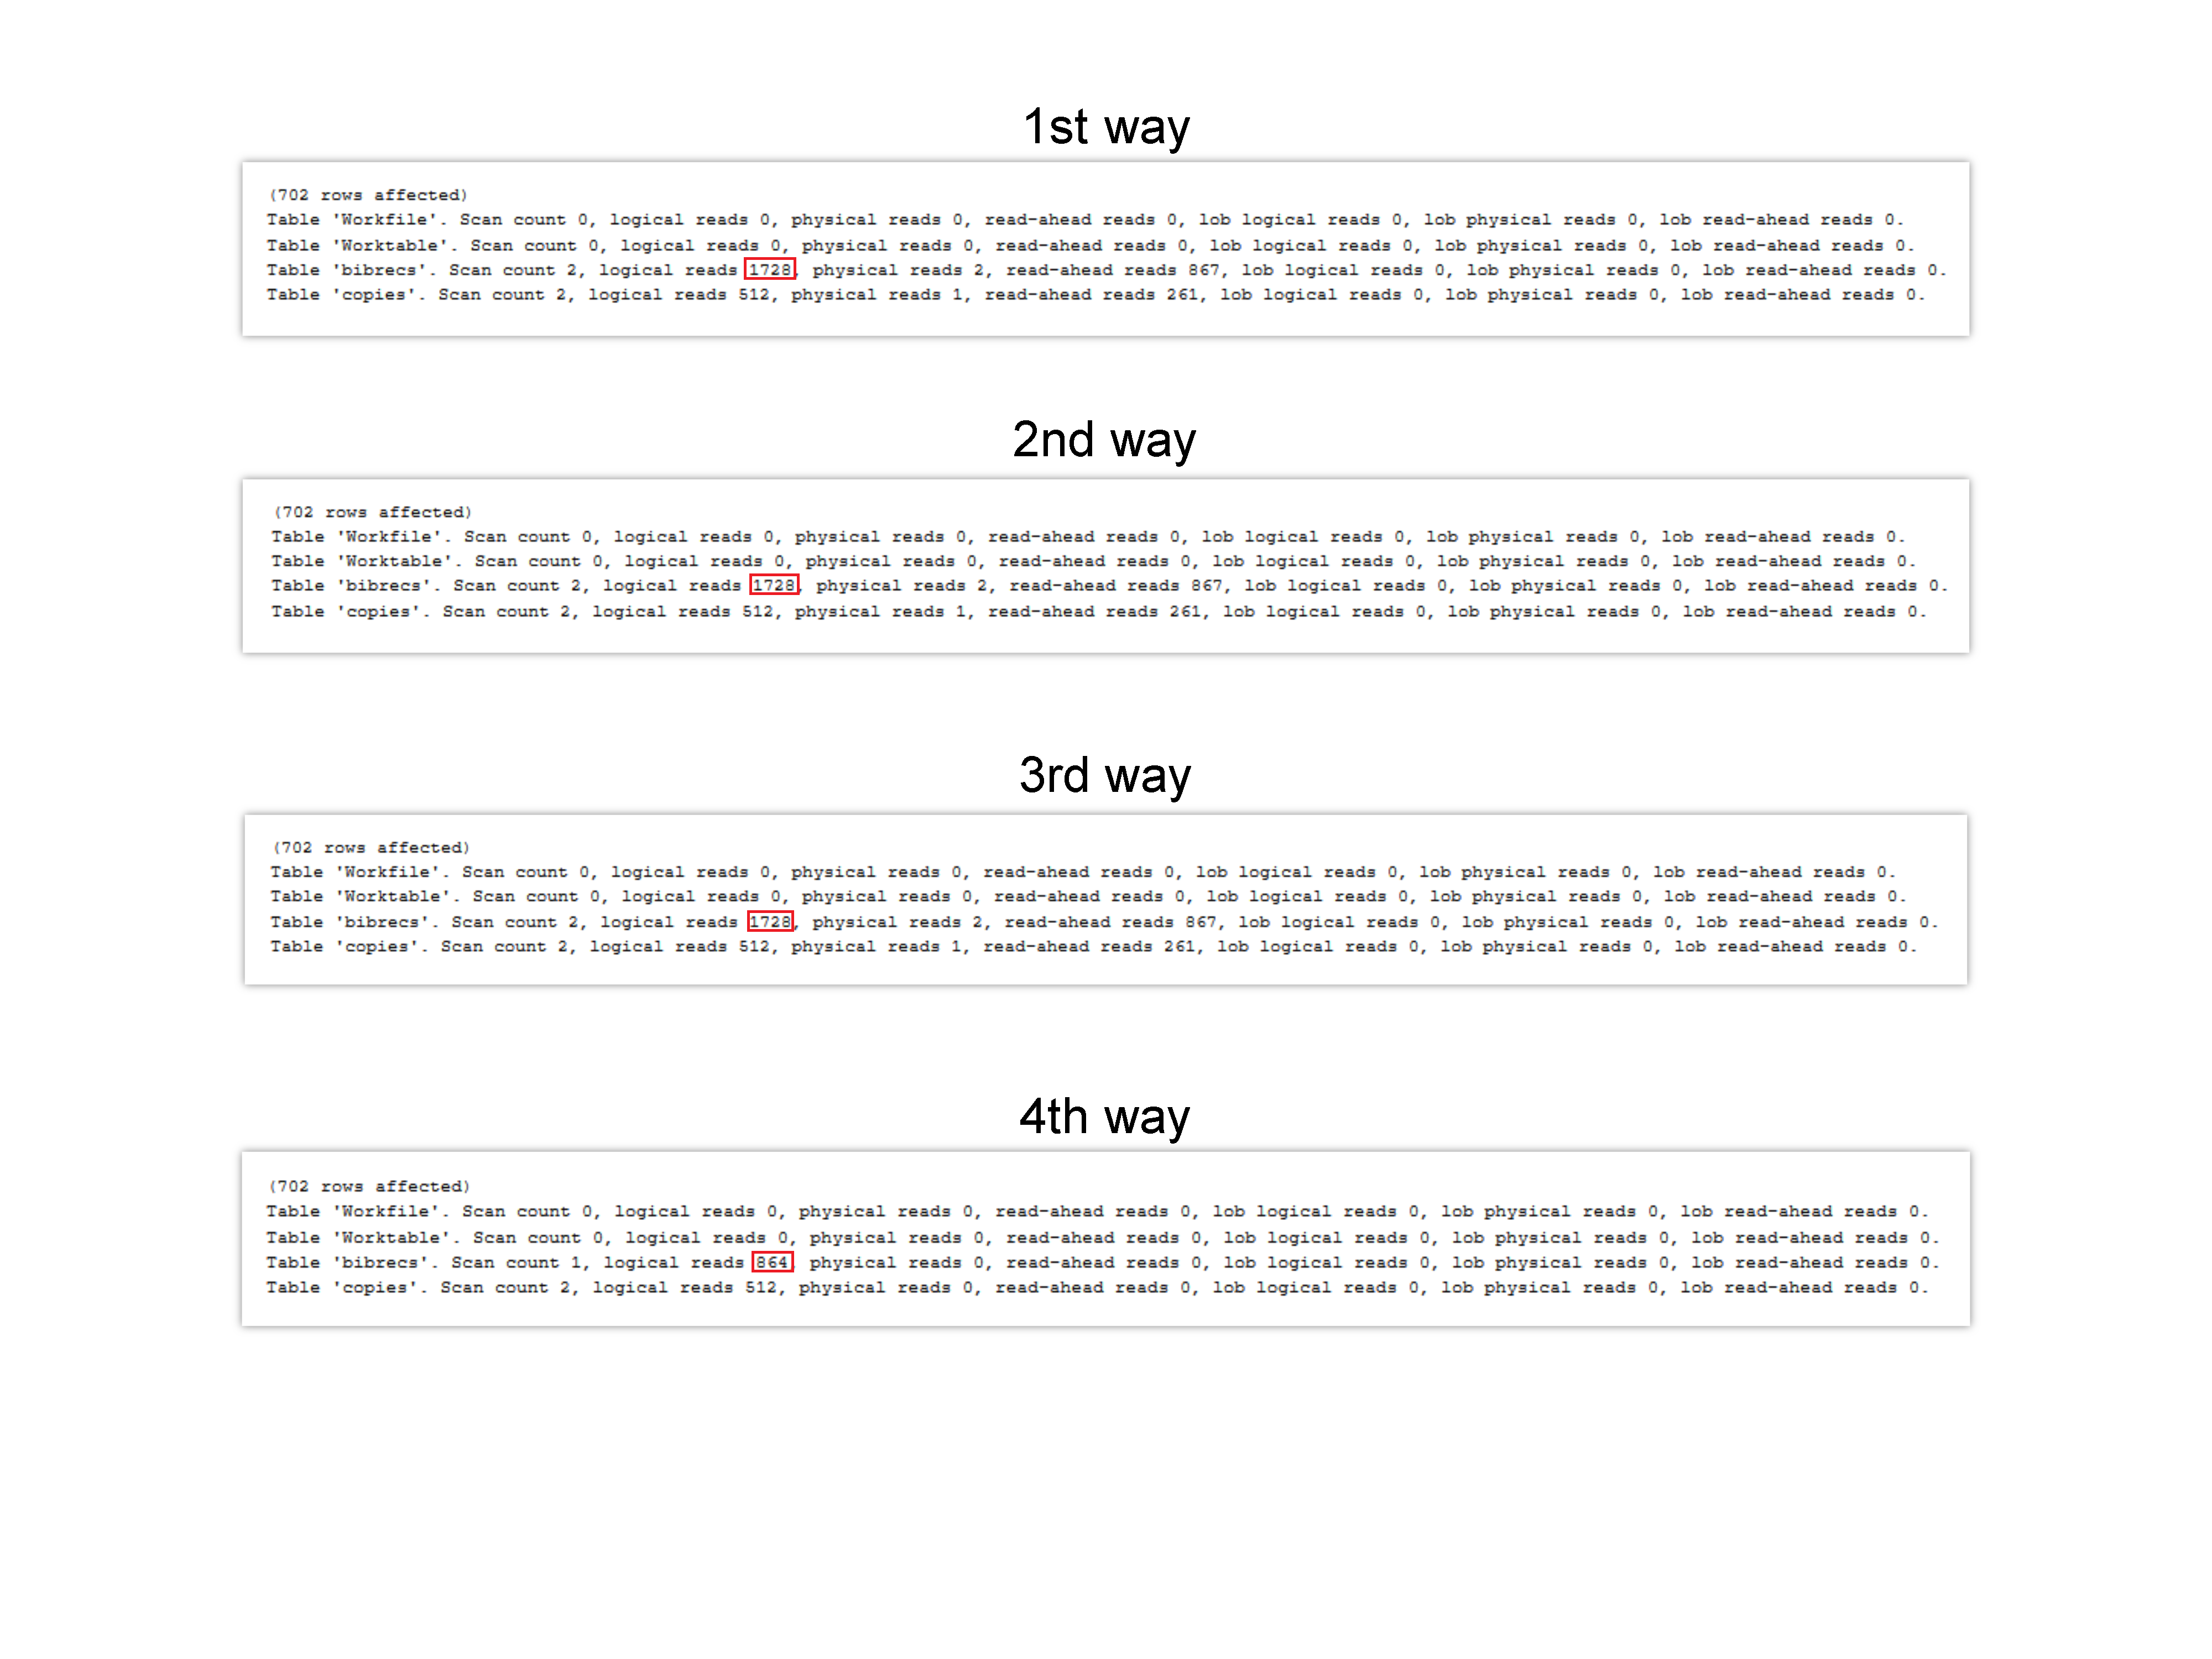 1st way
(702 rows affected)
Table 'Workfile'. Scan count 0, logical reads 0, physical reads 0, read-ahead reads 0, lob logical reads 0, lob physical reads 0, lob read-ahead reads 0.
Table 'Worktable'. Scan count 0, logical reads 0, physical reads 0, read-ahead reads 0, lob logical reads 0, lob physical reads 0, lob read-ahead reads 0.
Table 'bibrecs'. Scan count 2, logical reads 1728, physical reads 2, read-ahead reads 867, lob logical reads 0, lob physical reads 0, lob read-ahead reads 0.
Table 'copies'. Scan count 2, logical reads 512, physical reads 1, read-ahead reads 261, lob logical reads 0, lob physical reads 0, lob read-ahead reads 0.
2nd way
(702 rows affected)
Table 'Workfile'. Scan count 0, logical reads 0, physical reads 0, read-ahead reads 0, lob logical reads 0, lob physical reads 0, lob read-ahead reads 0.
Table 'Worktable'. Scan count 0, logical reads 0, physical reads 0, read-ahead reads 0, lob logical reads 0, lob physical reads 0, lob read-ahead reads 0.
Table 'bibrecs'. Scan count 2, logical reads 1728, physical reads 2, read-ahead reads 867, lob logical reads 0, lob physical reads 0, lob read-ahead reads 0.
Table 'copies'. Scan count 2, logical reads 512, physical reads 1, read-ahead reads 261, lob logical reads 0, lob physical reads 0, lob read-ahead reads 0.
3rd way
(702 rows affected)
Table 'Workfile'. Scan count 0, logical reads 0, physical reads 0, read-ahead reads 0, lob logical reads 0, lob physical reads 0, lob read-ahead reads 0.
Table 'Worktable'. Scan count 0, logical reads 0, physical reads 0, read-ahead reads 0, lob logical reads 0, lob physical reads 0, lob read-ahead reads 0.
Table 'bibrecs'. Scan count 2, logical reads 1728, physical reads 2, read-ahead reads 867, lob logical reads 0, lob physical reads 0, lob read-ahead reads 0.
Table 'copies'. Scan count 2, logical reads 512, physical reads 1, read-ahead reads 261, lob logical reads 0, lob physical reads 0, lob read-ahead reads 0.
4th way
(702 rows affected)
Table 'Workfile'. Scan count 0, logical reads 0, physical reads 0, read-ahead reads 0, lob logical reads 0, lob physical reads 0, lob read-ahead reads 0.
Table 'Worktable'. Scan count 0, logical reads 0, physical reads 0, read-ahead reads 0, lob logical reads 0, lob physical reads 0, lob read-ahead reads 0.
Table 'bibrecs'. Scan count 1, logical reads 864, physical reads 0, read-ahead reads 0, lob logical reads 0, lob physical reads 0, lob read-ahead reads 0.
Table 'copies'. Scan count 2, logical reads 512, physical reads 0, read-ahead reads 0, lob logical reads 0, lob physical reads 0, lob read-ahead reads 0.